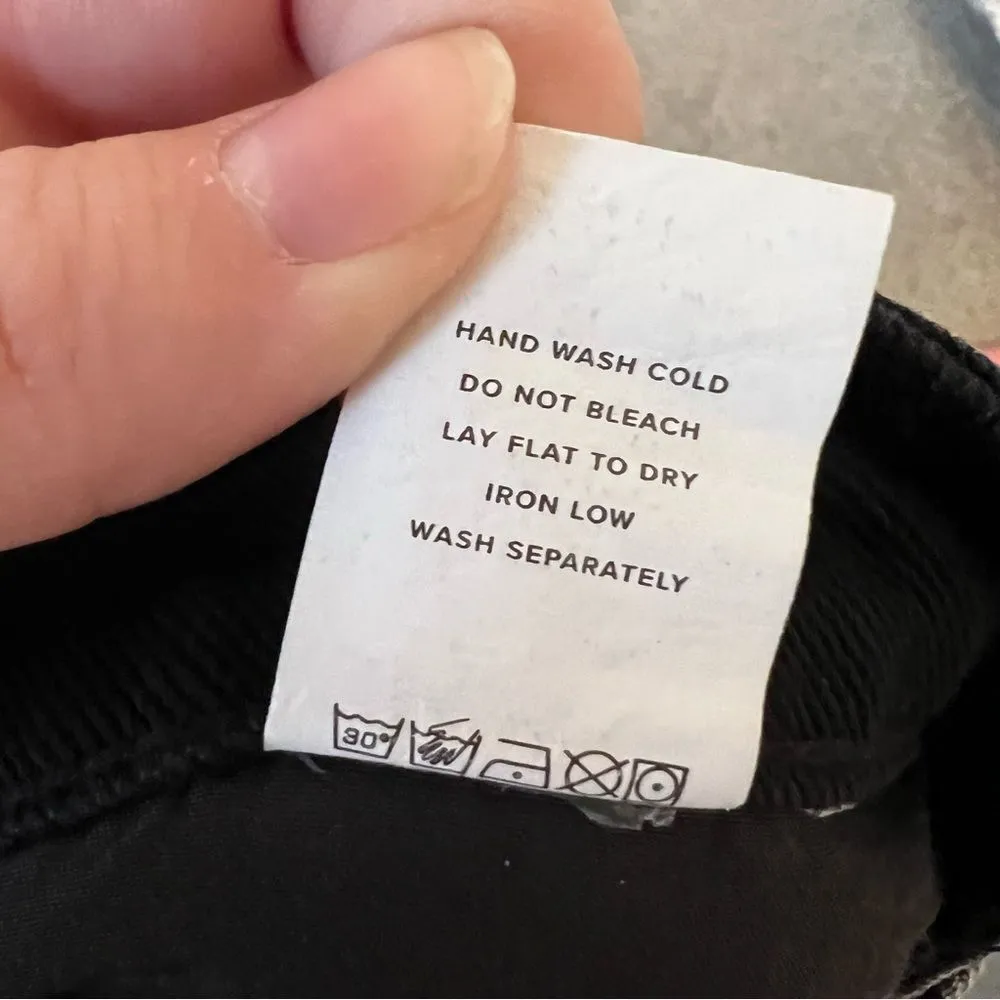 HAND WASH COLD
DO NOT BLEACH
LAY FLAT TO DRY
IRON LOW
WASH SEPARATELY
30°